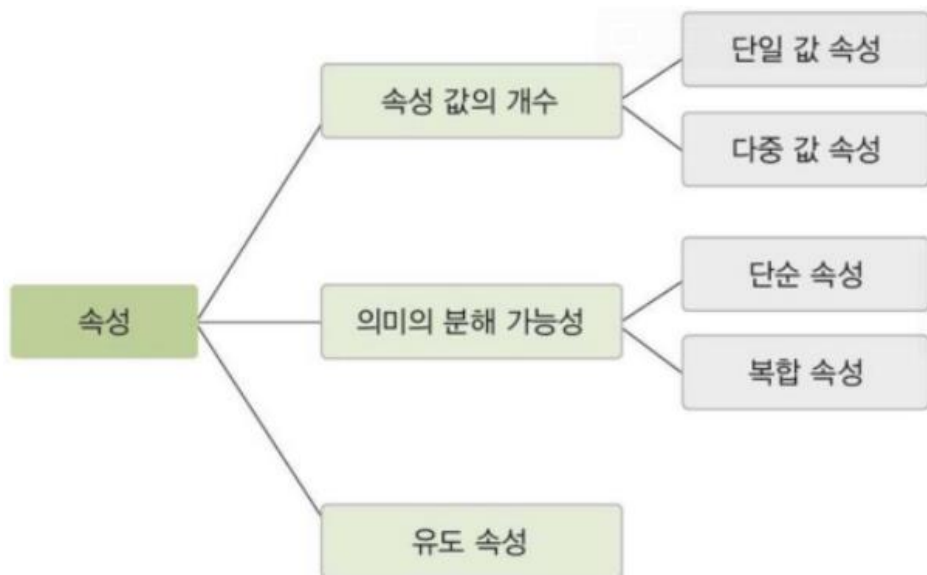 속성
속성 값의 개수
단일 값 속성
다중 값 속성
의미의 분해 가능성
단순 속성
복합 속성
유도 속성